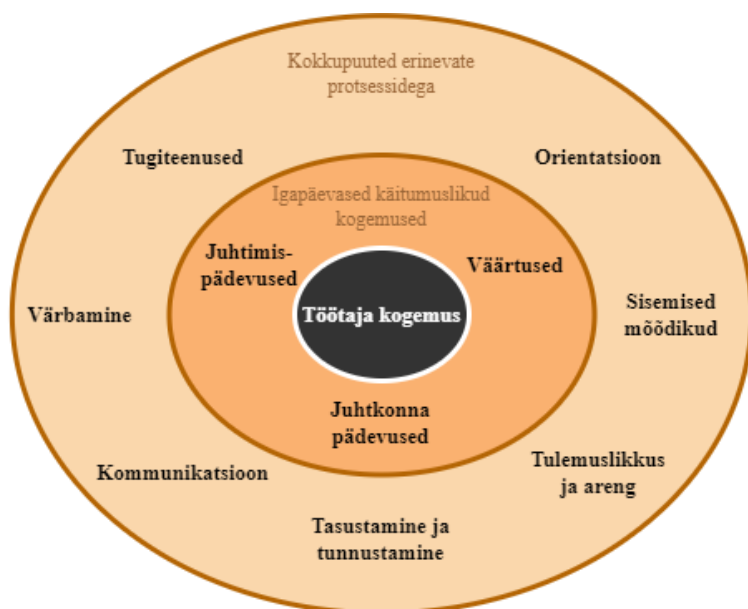 Kokkupuuted erinevate
protsessidega
Tugiteenused
Orientatsioon
Igapäevased käitumuslikud
kogemused
Juhtimis-
pädevused
Väärtused
Värbamine
Töötaja kogemus
Sisemised
mõõdikud
Juhtkonna
pädevused
Kommunikatsioon
Tulemuslikkus
ja areng
Tasustamine ja
tunnustamine